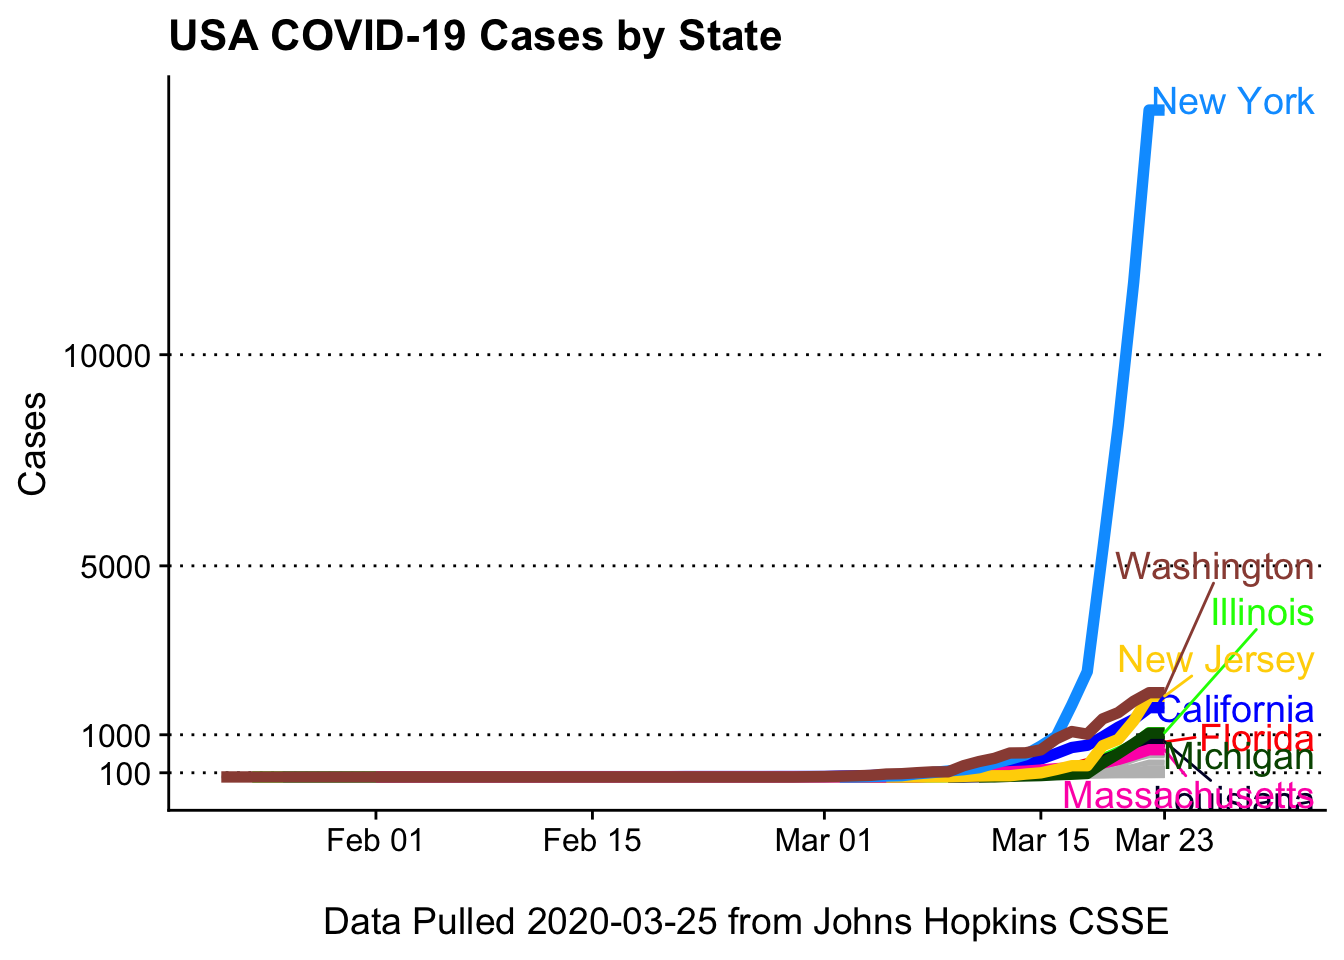 USA COVID-19 Cases by State
New York
10000
Cases
5000
Washington
Illinois
New Jersey
California
1000
Florida
Michigan
100
Louisiana
Massachusetts
Feb 01
Feb 15
Mar 01
Mar 15
Mar 23
Data Pulled 2020-03-25 from Johns Hopkins CSSE